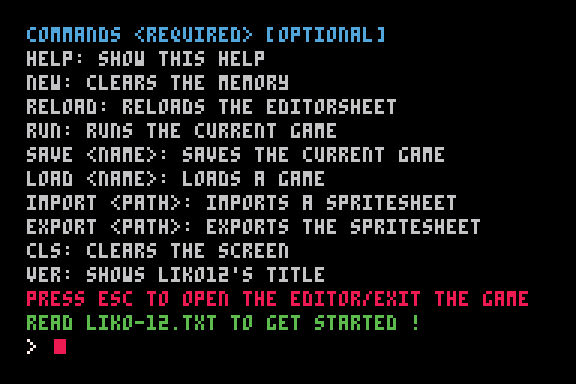 COMMANDS <REQUIRED> [OPTIONAL]
HELP: SHOW THIS HELP
NEW: CLEARS THE MEMORY
RELOAD: RELOADS THE EDITORSHEET
RUN: RUNS THE CURRENT GAME
SAVE <NAME>: SAVES THE CURRENT GAME
LOAD <NAME>: LOADS A GAME
IMPORT <PATH>: IMPORTS A SPRITESHEET
EXPORT <PATH>: EXPORTS THE SPRITESHEET
CLS: CLEARS THE SCREEN
VER: SHOWS LIKO12'S TITLE
PRESS ESC TO OPEN THE EDITOR/EXIT THE GAME
READ LIKO-12.TXT TO GET STARTED !
>